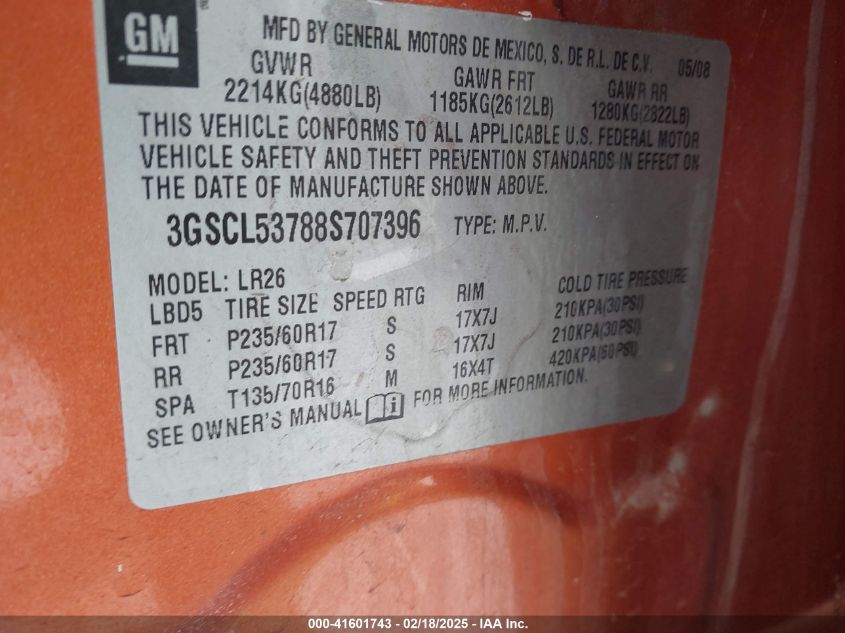 GM
MFD BY GENERAL MOTORS DE MEXICO, S. DE R.L. DE C.V. 05/08
GVWR GAWR FRT GAWR RR
2214KG(4880LB) 1185KG(2612LB) 1280KG(2822LB)
THIS VEHICLE CONFORMS TO ALL APPLICABLE U.S. FEDERAL MOTOR
VEHICLE SAFETY AND THEFT PREVENTION STANDARDS IN EFFECT ON
THE DATE OF MANUFACTURE SHOWN ABOVE.
3GSCL53788S707396 TYPE: M.P.V.
MODEL: LR26
LBD5 TIRE SIZE SPEED RTG RIM COLD TIRE PRESSURE
FRT P235/60R17 S 17X7J 210KPA(30PSI)
RR P235/60R17 S 17X7J 210KPA(30PSI)
SPA T135/70R16 M 16X4T 420KPA(60PSI)
SEE OWNER'S MANUAL FOR MORE INFORMATION.
000-41601743 - 02/18/2025 - IAA Inc.